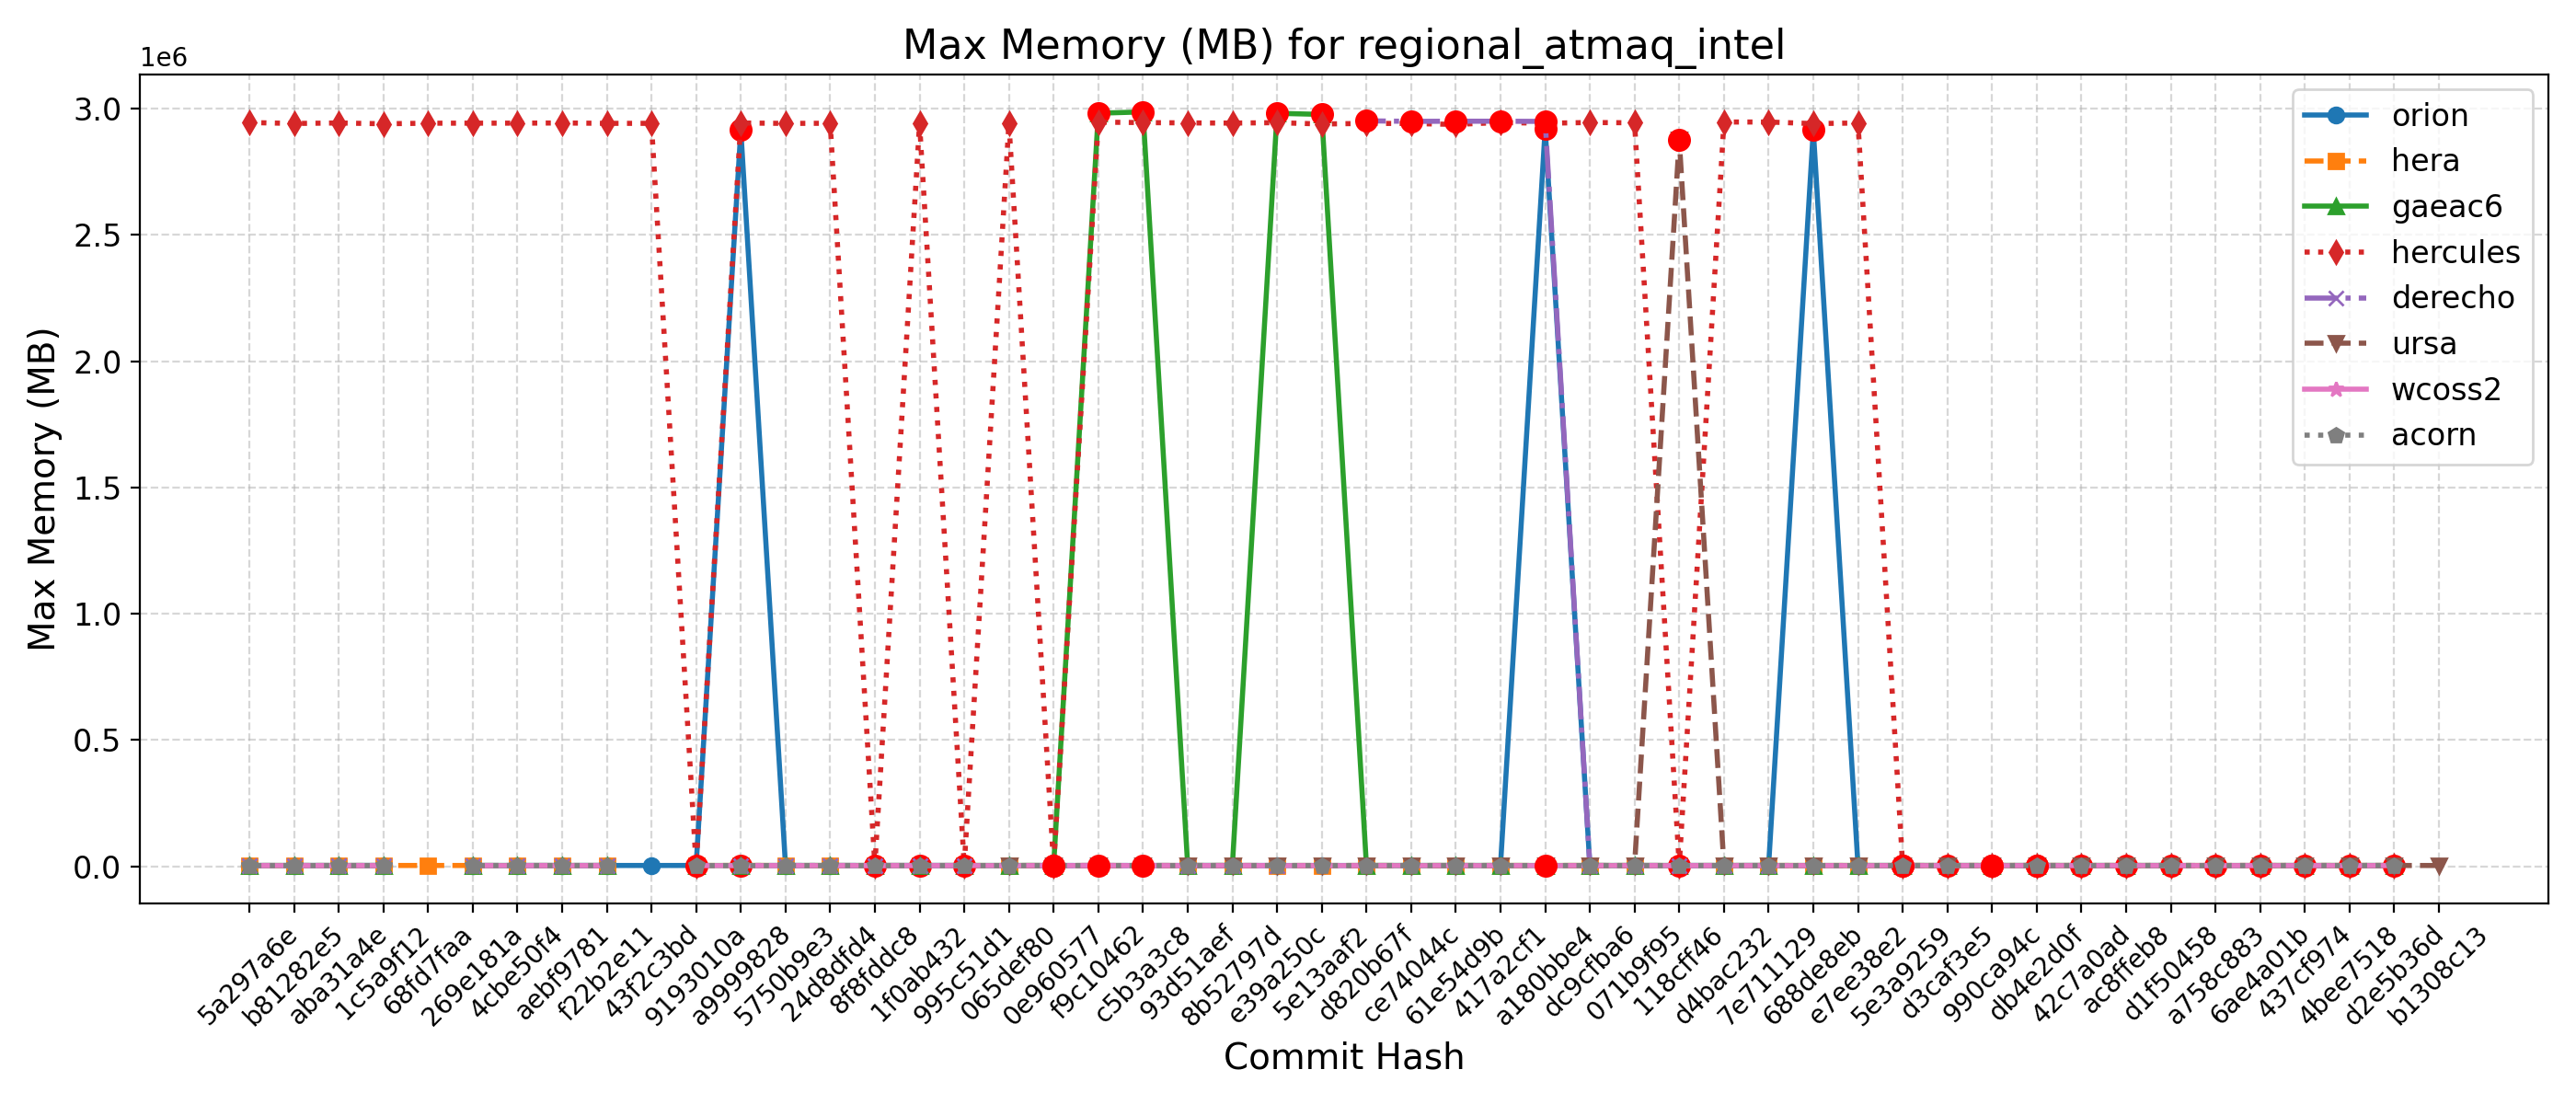 Max Memory (MB) for regional_atmaq_intel
1e6
3.0
2.5
2.0
1.5
1.0
0.5
0.0
Max Memory (MB)
orion
hera
gaeac6
hercules
derecho
ursa
wcoss2
acorn
5a297a6e
b81282e5
aba31a4e
1c5a9f12
68fd7faa
269e181a
4cbe50f4
aebf9781
f22b2e11
43f2c3bd
9193010a
a9999828
5750b9e3
24d8dfd4
8f8fddc8
1f0ab432
995c51d1
065def80
0e960577
f9c10462
c5b3a3c8
93d51aef
8b52797d
e39a250c
5e13aaf2
d820b67f
ce74044c
61e54d9b
417a2cf1
a180bbe4
dc9cfba6
071b9f95
118cff46
d4bac232
7e711129
688de8eb
e7ee38e2
5e3a9259
d3caf3e5
990ca94c
db4e2d0f
42c7a0ad
ac8ffeb8
d1f50458
a758c883
6ae4a01b
437cf974
4bee7518
d2e5b36d
b1308c13
Commit Hash